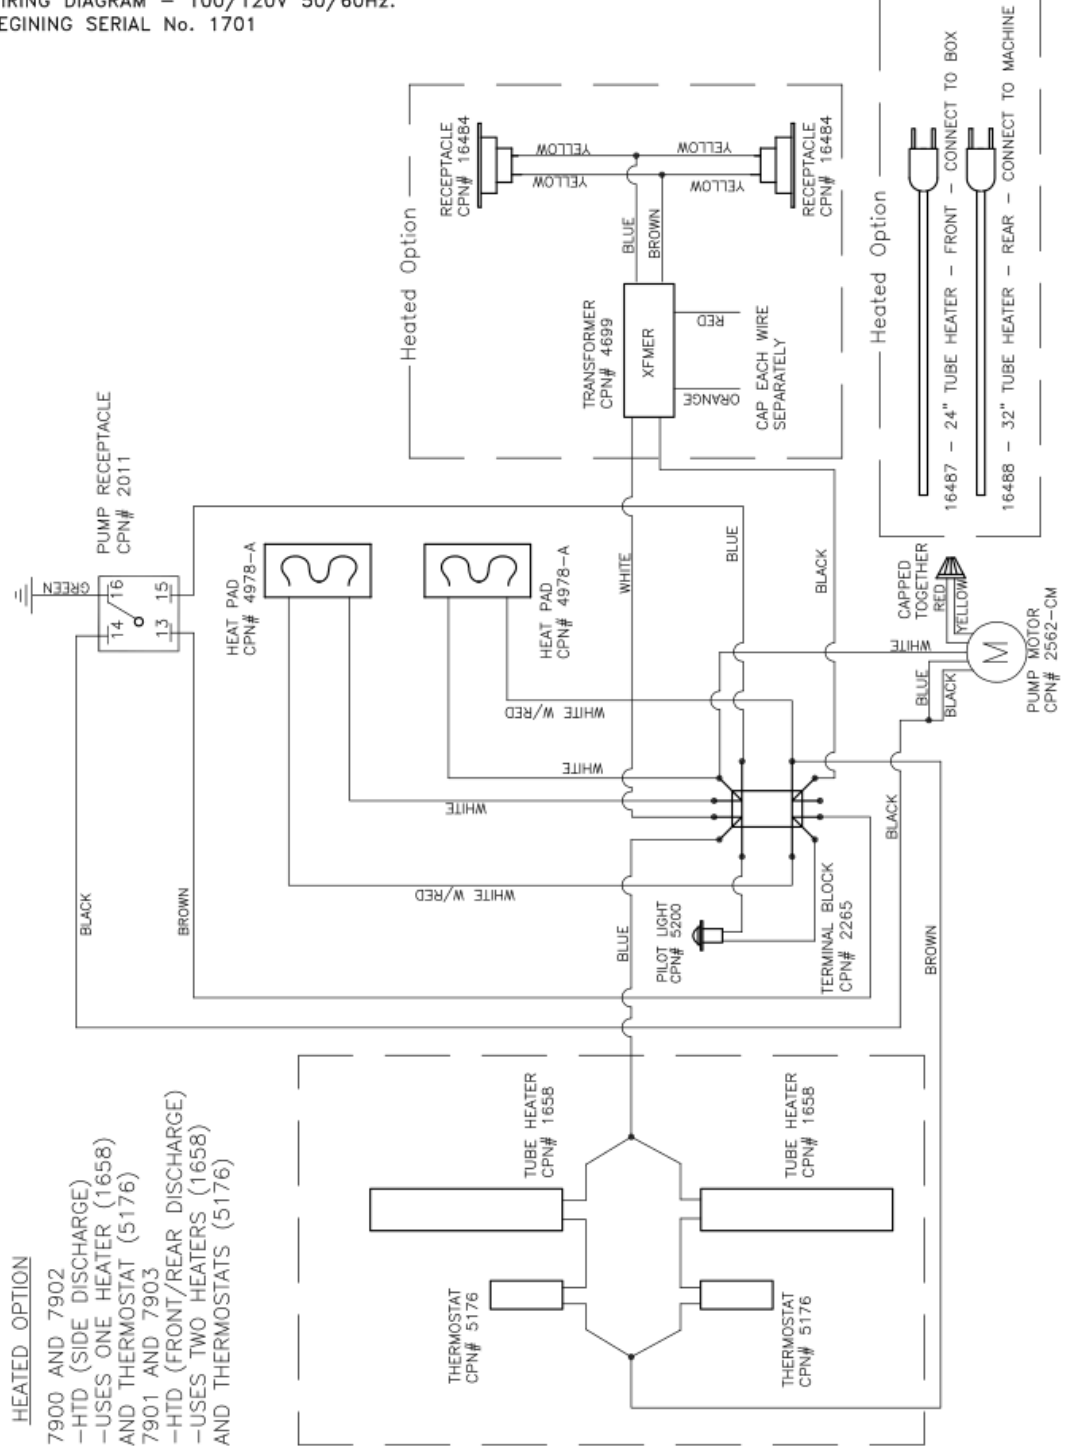 WIRING DIAGRAM – 100/120V 50/60Hz.
BEGINING SERIAL No. 1701
HEATED OPTION
7900 AND 7902
-HTD (SIDE DISCHARGE)
-USES ONE HEATER (1658)
AND THERMOSTAT (5176)
7901 AND 7903
-HTD (FRONT/REAR DISCHARGE)
-USES TWO HEATERS (1658)
AND THERMOSTATS (5176)
PUMP RECEPTACLE
CPN# 2011
GREEN
14
16
13
15
BLACK
BROWN
HEAT PAD
CPN# 4978-A
HEAT PAD
CPN# 4978-A
WHITE W/RED
WHITE
WHITE
WHITE W/RED
Heated Option
RECEPTACLE
CPN# 16484
YELLOW
YELLOW
YELLOW
YELLOW
RECEPTACLE
CPN# 16484
BLUE
BROWN
TRANSFORMER
CPN# 4699
XFMER
RED
ORANGE
CAP EACH WIRE
SEPARATELY
WHITE
BLUE
BLACK
BLUE
PILOT LIGHT
CPN# 5200
TERMINAL BLOCK
CPN# 2265
BLACK
BROWN
WHITE
BLUE
BLACK
CAPPED
TOGETHER
RED
YELLOW
M
PUMP MOTOR
CPN# 2562-CM
TUBE HEATER
CPN# 1658
TUBE HEATER
CPN# 1658
THERMOSTAT
CPN# 5176
THERMOSTAT
CPN# 5176
Heated Option
16487 – 24" TUBE HEATER – FRONT – CONNECT TO BOX
16488 – 32" TUBE HEATER – REAR – CONNECT TO MACHINE